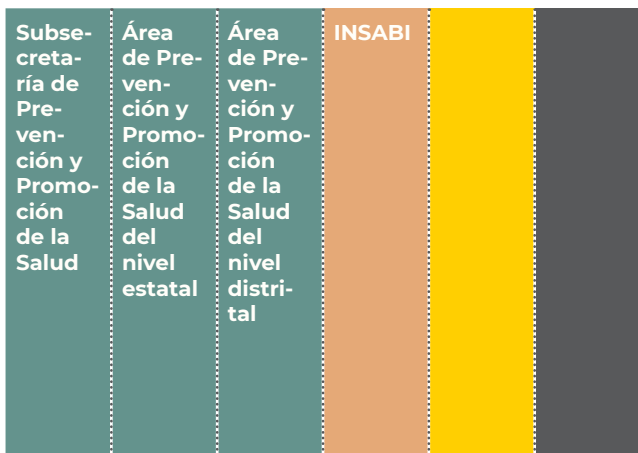 Subse-
creta-
ría de
Pre-
ven-
ción y
Promo-
ción
de la
Salud
Área
de Pre-
ven-
ción y
Promo-
ción
de la
Salud
del
nivel
estatal
Área
de Pre-
ven-
ción y
Promo-
ción
de la
Salud
del
nivel
distri-
tal
INSABI